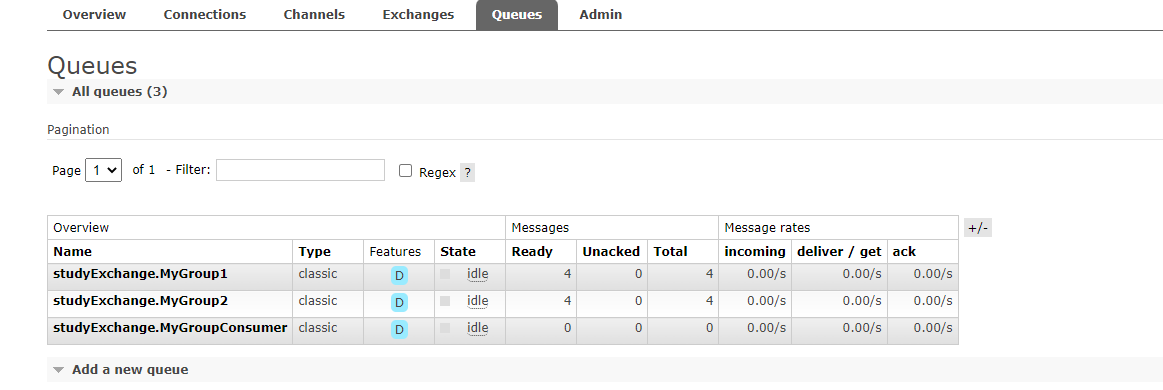 Overview Connections Channels Exchanges Queues Admin
Queues
All queues (3)
Pagination
Page 1 of 1 - Filter: Regex ?
Overview Messages Message rates +/-
Name Type Features State Ready Unacked Total incoming deliver / get ack
studyExchange.MyGroup1 classic D idle 4 0 4 0.00/s 0.00/s 0.00/s
studyExchange.MyGroup2 classic D idle 4 0 4 0.00/s 0.00/s 0.00/s
studyExchange.MyGroupConsumer classic D idle 0 0 0 0.00/s 0.00/s 0.00/s
Add a new queue